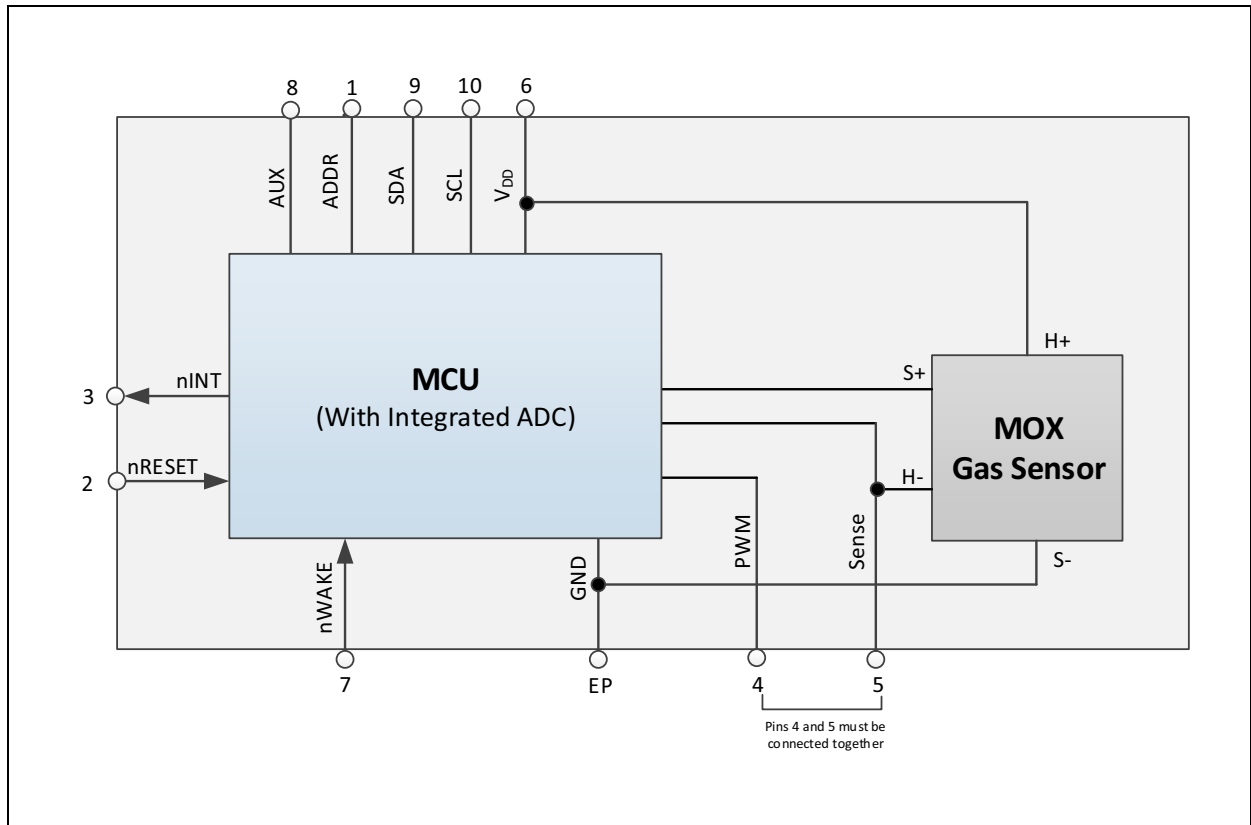 8
1
9
10
6
AUX
ADDR
SDA
SCL
VDD
H+
S+
nINT
3
MCU
(With Integrated ADC)
MOX
Gas Sensor
nRESET
2
H-
PWM
Sense
S-
GND
nWAKE
7
EP
4
5
Pins 4 and 5 must be
connected together